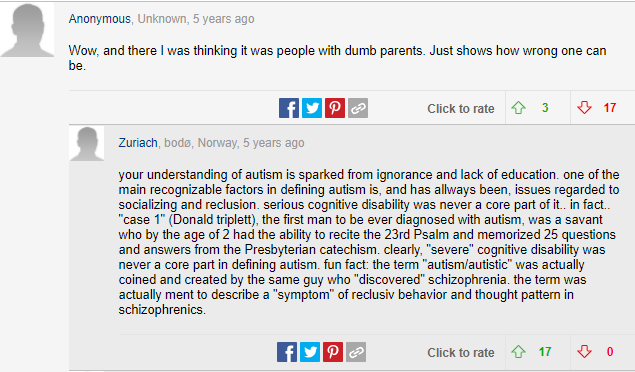 Anonymous, Unknown, 5 years ago
Wow, and there I was thinking it was people with dumb parents. Just shows how wrong one can
be.
Click to rate 3 17
Zuriach, bodø, Norway, 5 years ago
your understanding of autism is sparked from ignorance and lack of education. one of the
main recognizable factors in defining autism is, and has allways been, issues regarded to
socializing and reclusion. serious cognitive disability was never a core part of it.. in fact..
"case 1" (Donald triplett), the first man to be ever diagnosed with autism, was a savant
who by the age of 2 had the ability to recite the 23rd Psalm and memorized 25 questions
and answers from the Presbyterian catechism. clearly, "severe" cognitive disability was
never a core part in defining autism. fun fact: the term "autism/autistic" was actually
coined and created by the same guy who "discovered" schizophrenia. the term was
actually ment to describe a "symptom" of reclusiv behavior and thought pattern in
schizophrenics.
Click to rate 17 0